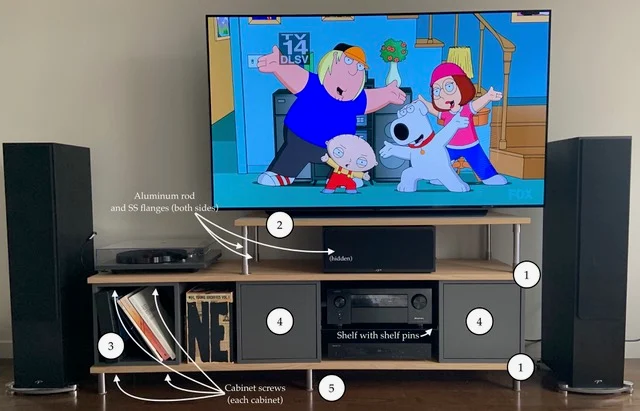 TV
14
DLSV
FOX
Aluminum rod
and SS flanges (both sides)
2
(hidden)
1
4
4
NE
3
Shelf with shelf pins
1
Cabinet screws
(each cabinet)
5